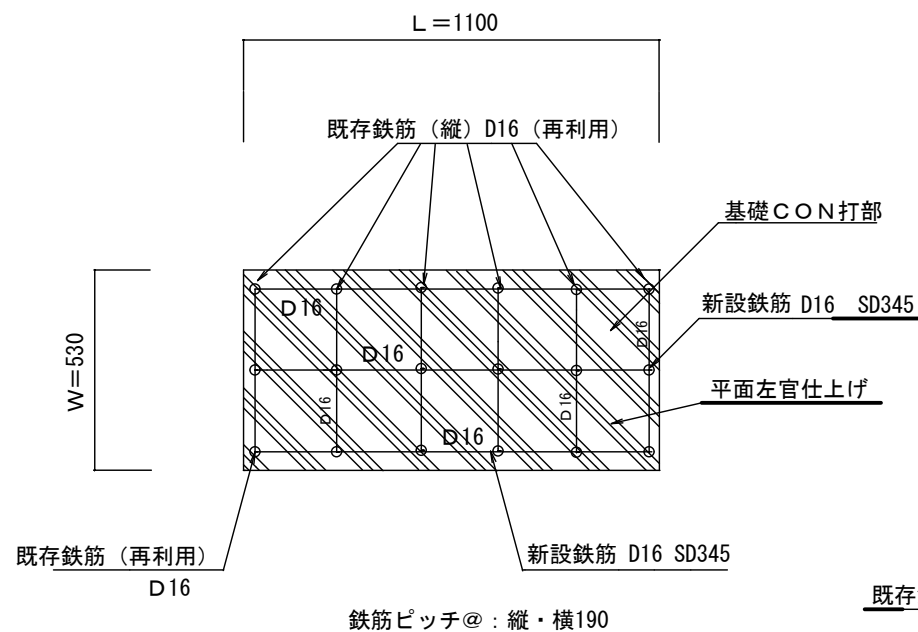 L=1100
既存鉄筋(縦)D16(再利用)
基礎CON打部
新設鉄筋 D16 SD345
平面左官仕上げ
W=530
D16
D16
D16
D16
D16
D16
既存鉄筋(再利用)
D16
新設鉄筋 D16 SD345
鉄筋ピッチ@:縦・横190
既存